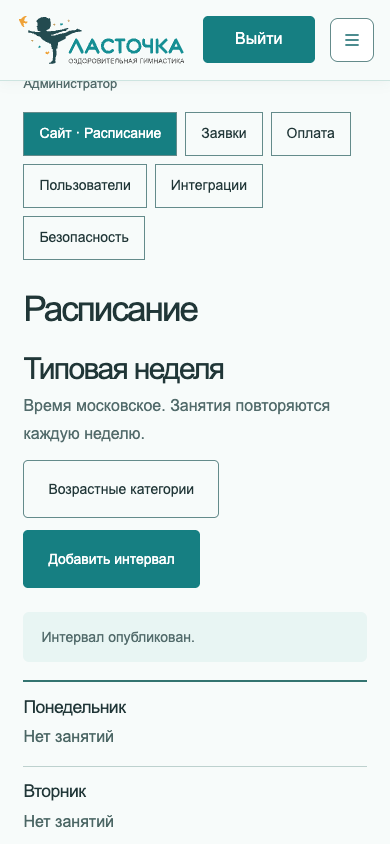 ЛАСТОЧКА
ОЗДОРОВИТЕЛЬНАЯ ГИМНАСТИКА
Выйти
Администратор
Сайт · Расписание
Заявки
Оплата
Пользователи
Интеграции
Безопасность
Расписание
Типовая неделя
Время московское. Занятия повторяются
каждую неделю.
Возрастные категории
Добавить интервал
Интервал опубликован.
Понедельник
Нет занятий
Вторник
Нет занятий